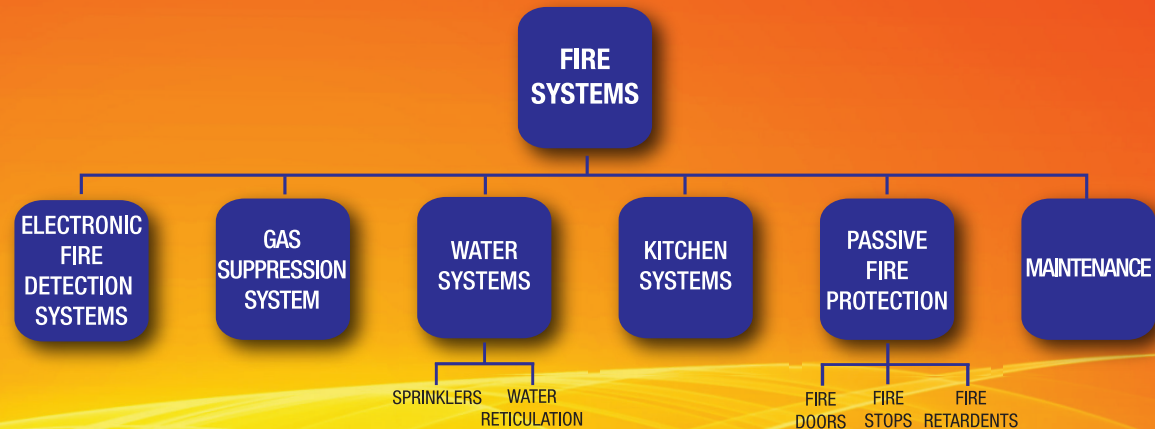 FIRE
SYSTEMS
ELECTRONIC
FIRE
DETECTION
SYSTEMS
GAS
SUPPRESSION
SYSTEM
WATER
SYSTEMS
KITCHEN
SYSTEMS
PASSIVE
FIRE
PROTECTION
MAINTENANCE
SPRINKLERS
WATER
RETICULATION
FIRE
DOORS
FIRE
STOPS
FIRE
RETARDENTS